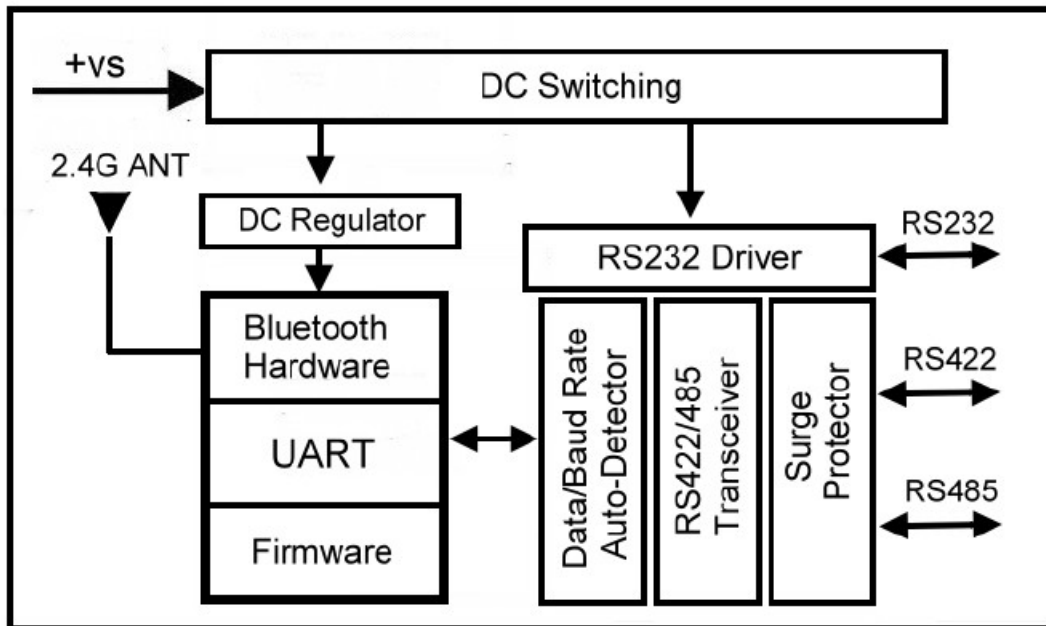 +vs
DC Switching
2.4G ANT
DC Regulator
RS232 Driver
RS232
Bluetooth
Hardware
UART
Firmware
Data/Baud Rate
Auto-Detector
RS422/485
Transceiver
Surge
Protector
RS422
RS485